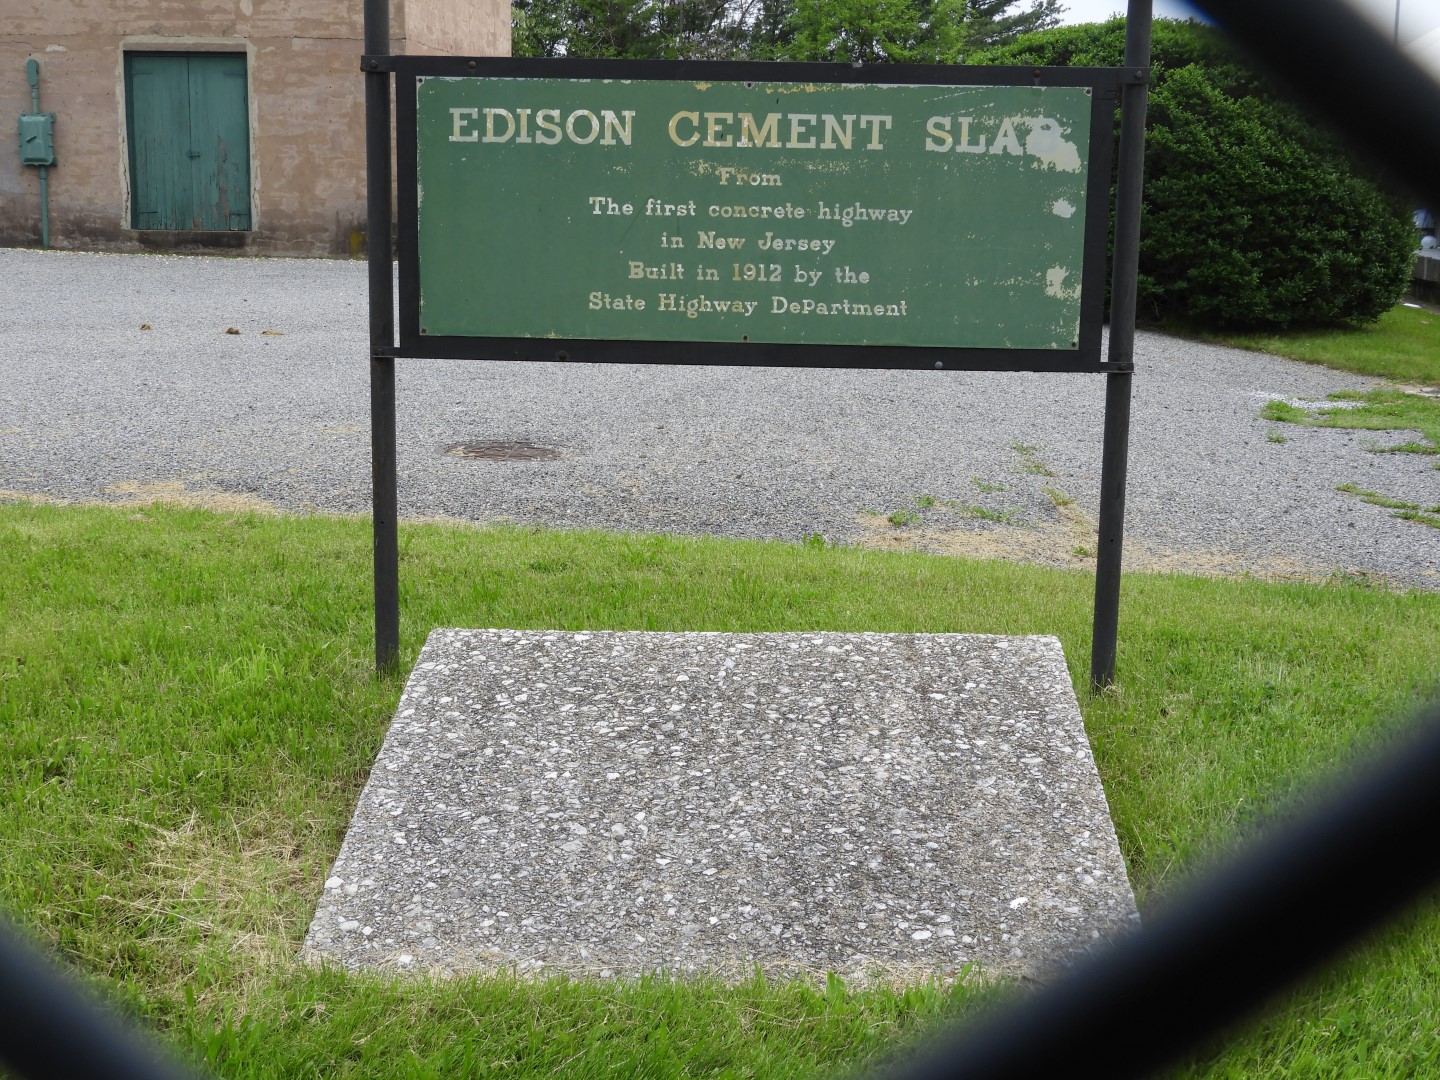 EDISON CEMENT SLAB
From
The first concrete highway
in New Jersey
Built in 1912 by the
State Highway DePartment